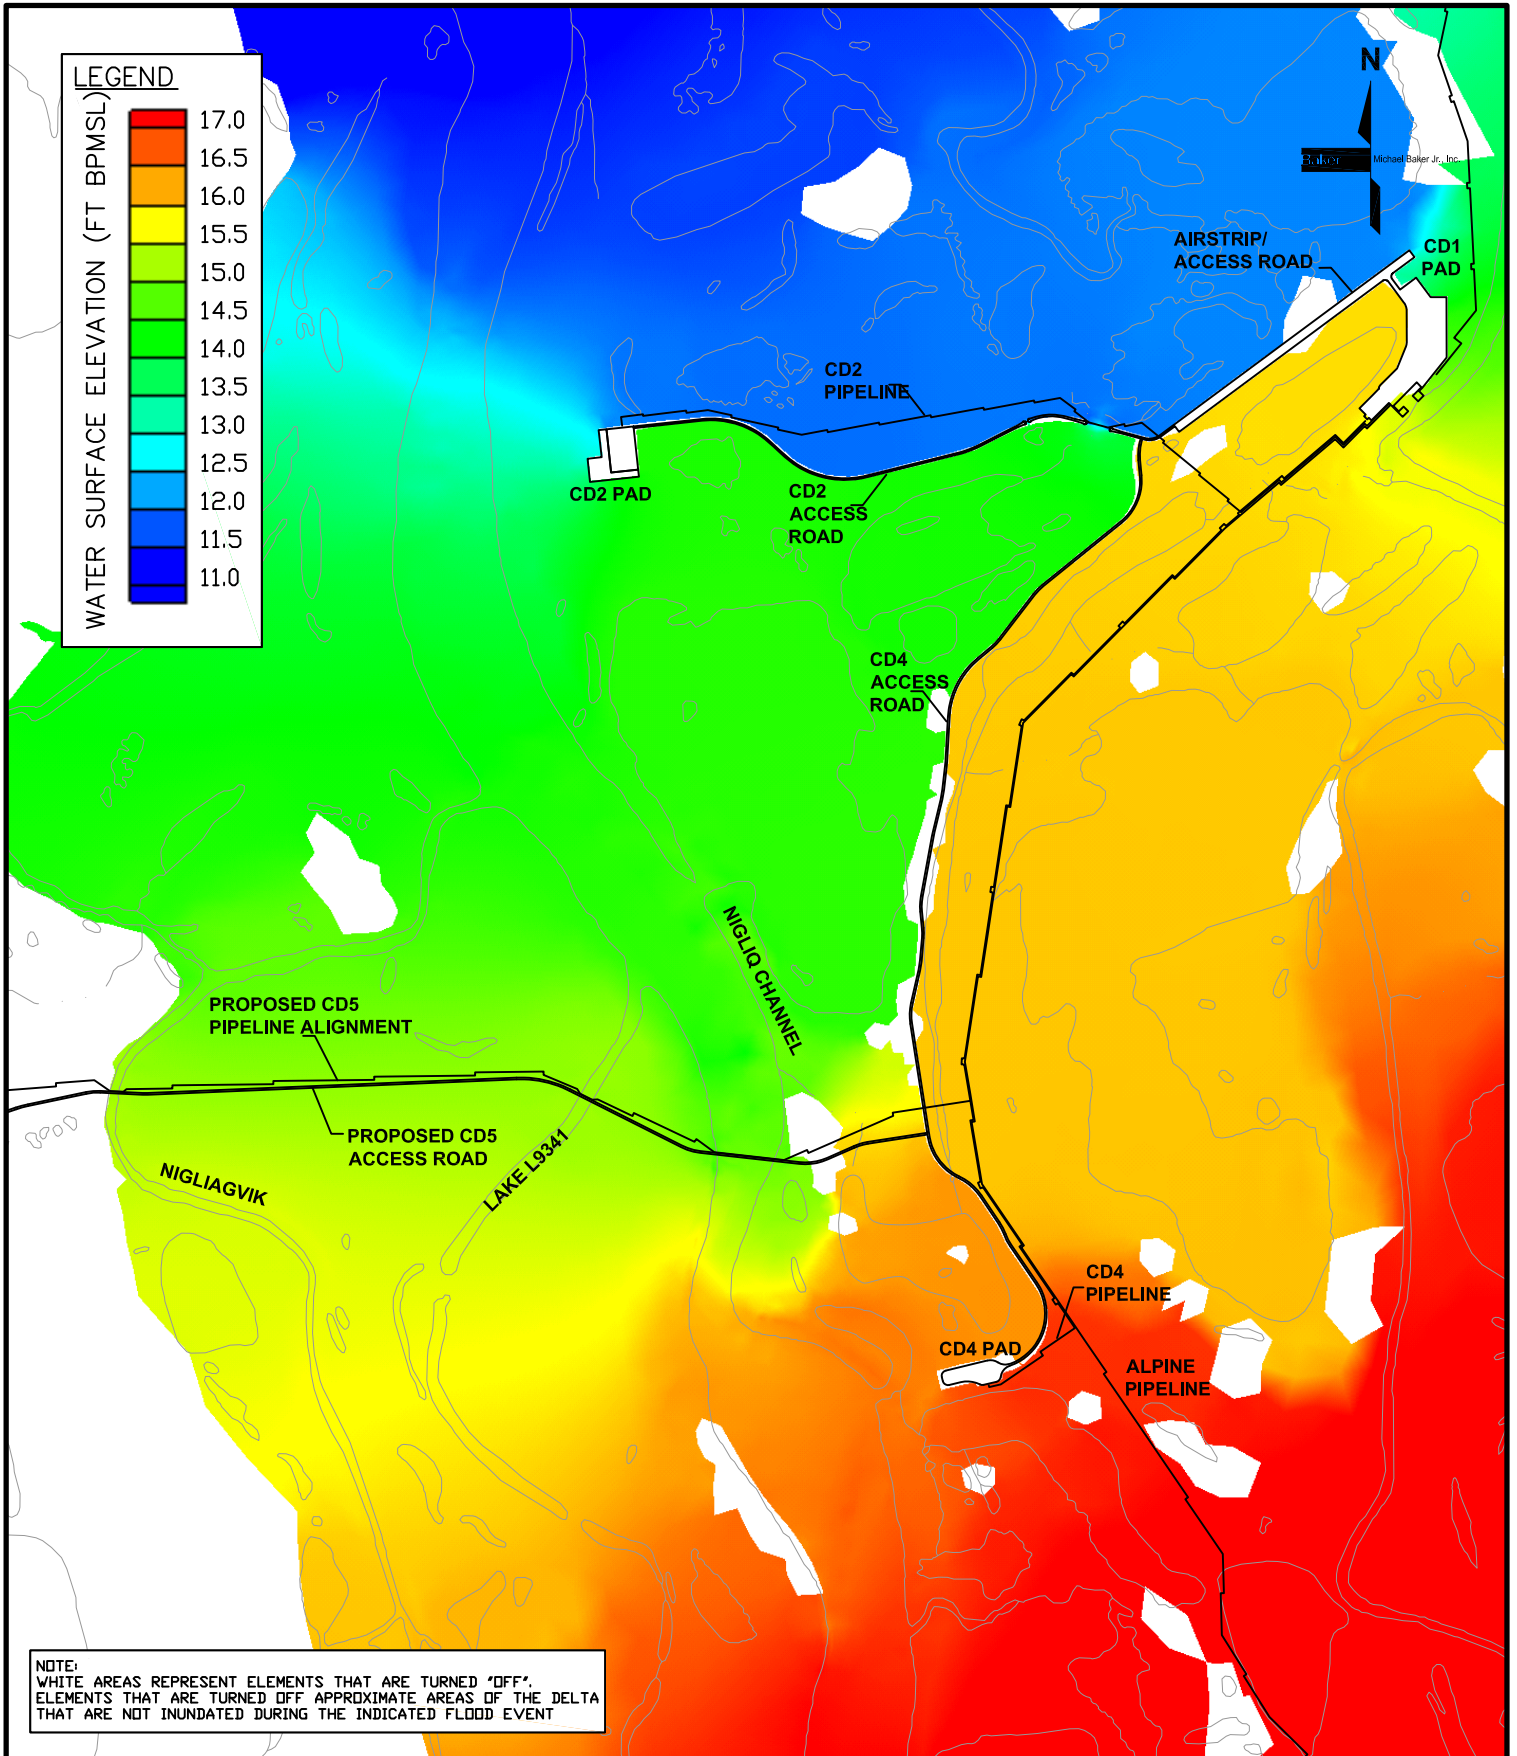 LEGEND
WATER SURFACE ELEVATION (FT BPMSL)
17.0
16.5
16.0
15.5
15.0
14.5
14.0
13.5
13.0
12.5
12.0
11.5
11.0
N
Baker
Michael Baker Jr., Inc.
AIRSTRIP/
ACCESS ROAD
CD1
PAD
CD2
PIPELINE
CD2 PAD
CD2
ACCESS
ROAD
CD4
ACCESS
ROAD
NIGLIQ CHANNEL
PROPOSED CD5
PIPELINE ALIGNMENT
PROPOSED CD5
ACCESS ROAD
NIGLIAGVIK
LAKE L9341
CD4
PIPELINE
CD4 PAD
ALPINE
PIPELINE
NOTE:
WHITE AREAS REPRESENT ELEMENTS THAT ARE TURNED "OFF".
ELEMENTS THAT ARE TURNED OFF APPROXIMATE AREAS OF THE DELTA
THAT ARE NOT INUNDATED DURING THE INDICATED FLOOD EVENT